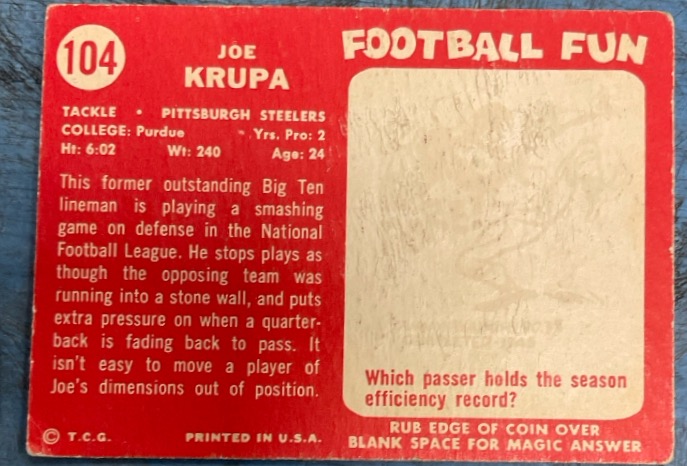 104
JOE
KRUPA
TACKLE • PITTSBURGH STEELERS
COLLEGE: Purdue Yrs. Pro: 2
Ht: 6:02 Wt: 240 Age: 24
This former outstanding Big Ten
lineman is playing a smashing
game on defense in the National
Football League. He stops plays as
though the opposing team was
running into a stone wall, and puts
extra pressure on when a quarter-
back is fading back to pass. It
isn't easy to move a player of
Joe's dimensions out of position.
© T.C.G. PRINTED IN U.S.A.
FOOTBALL FUN
Which passer holds the season
efficiency record?
RUB EDGE OF COIN OVER
BLANK SPACE FOR MAGIC ANSWER